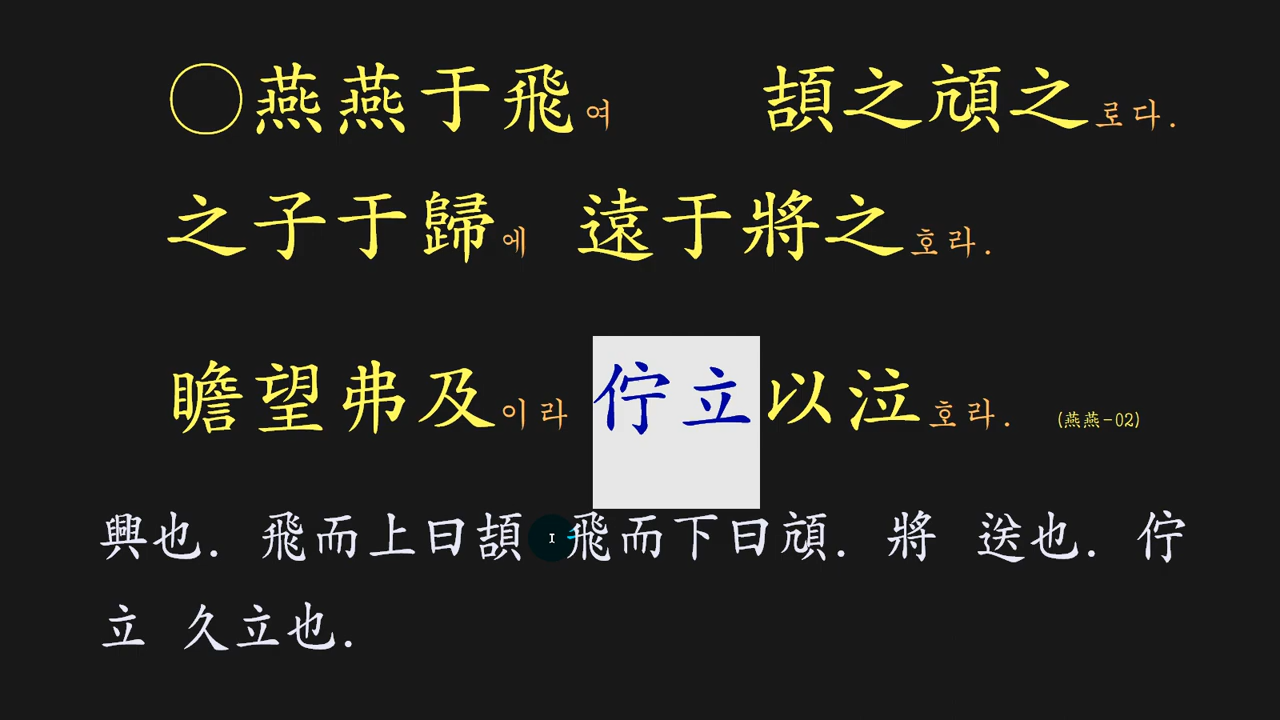 ○燕燕于飛여 頡之頏之로다.
之子于歸에 遠于將之호라.
瞻望弗及이라 佇立以泣호라. (燕燕-02)
興也. 飛而上曰頡 飛而下曰頏. 將 送也. 佇
立 久立也.